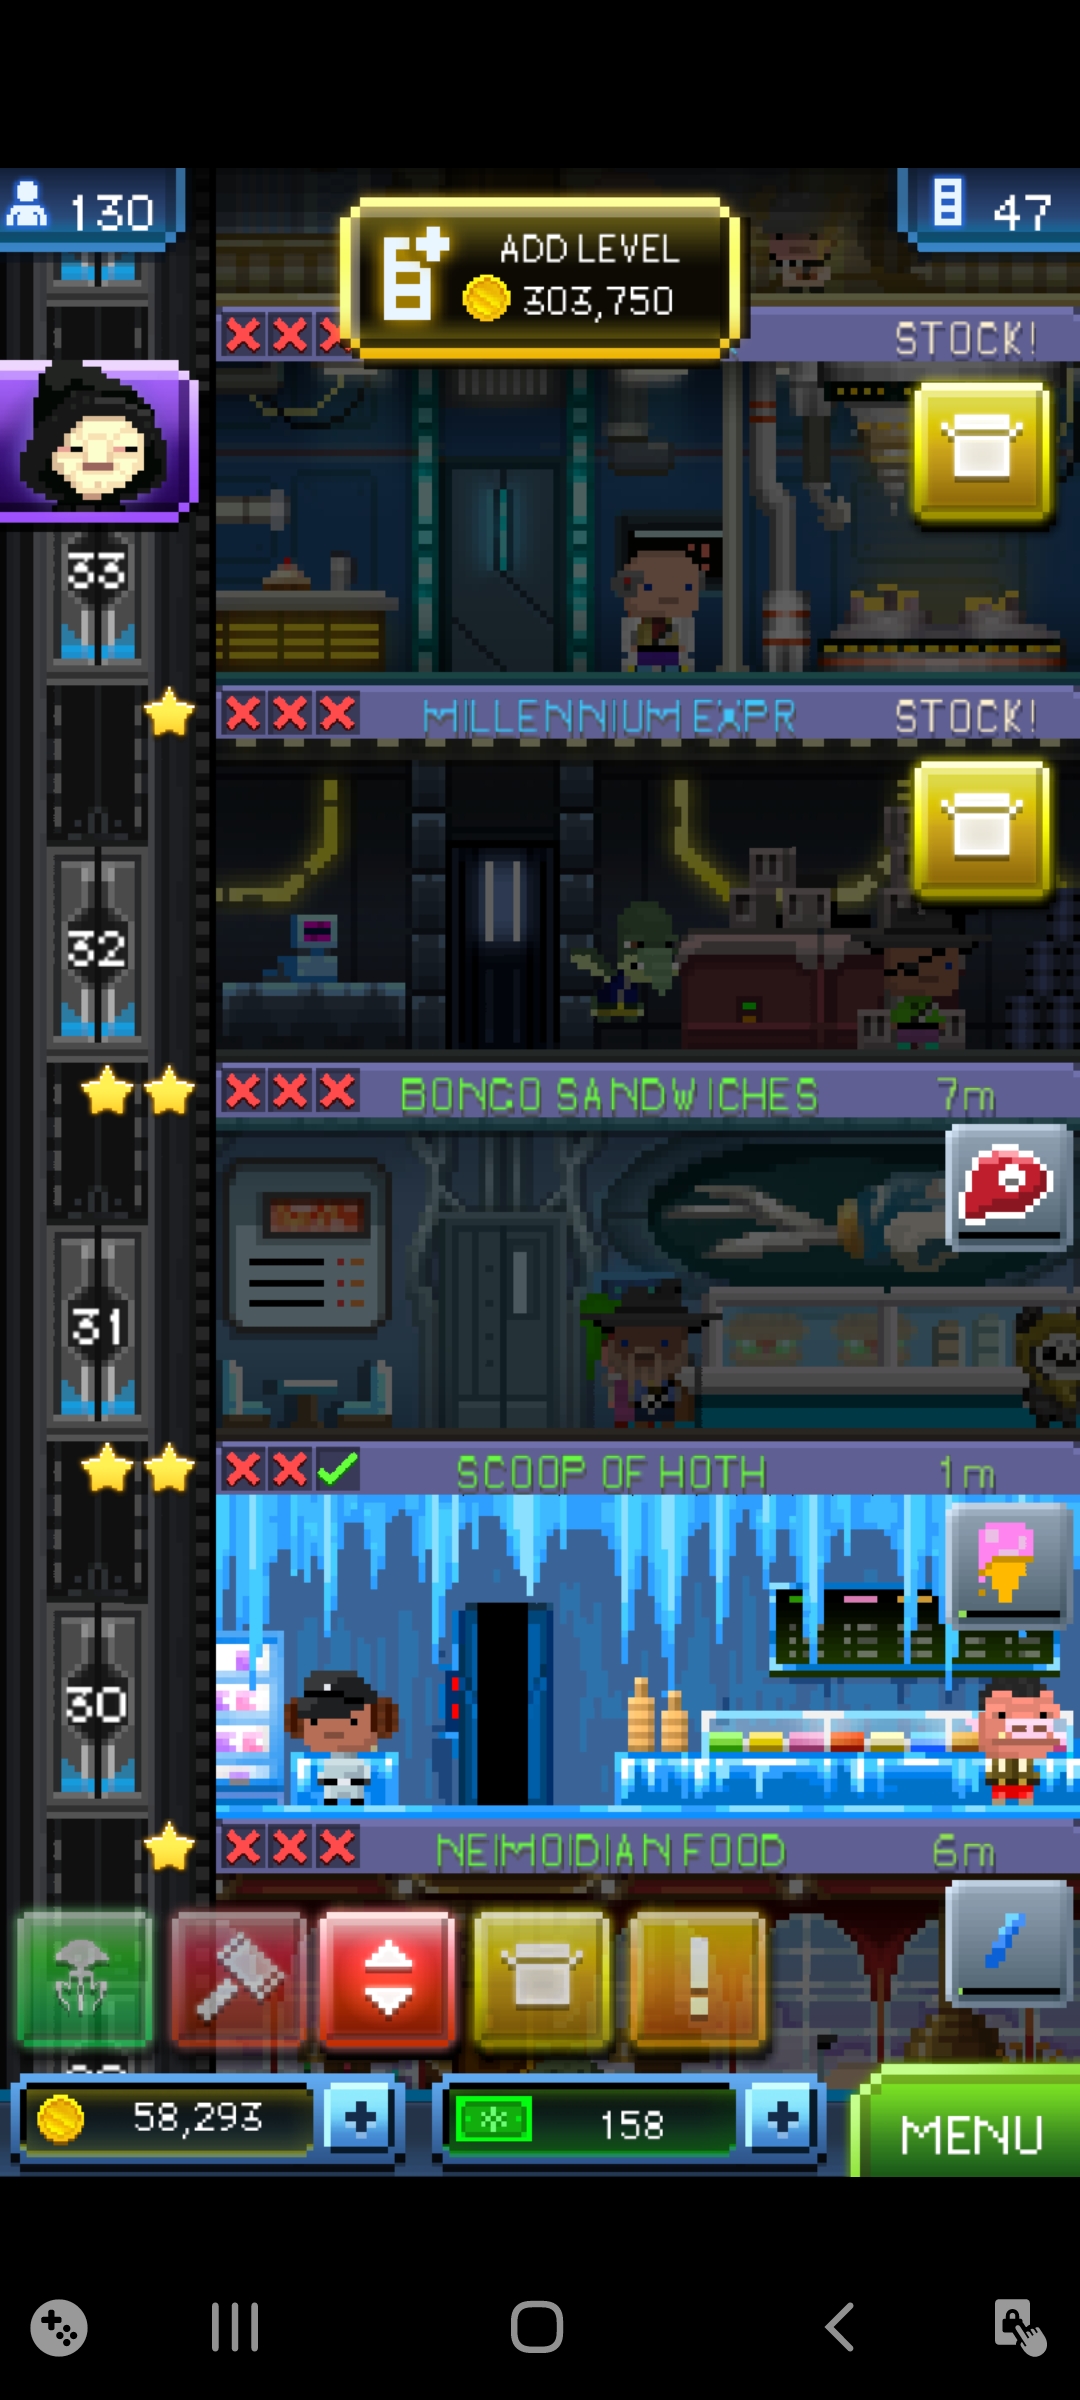 130
47
ADD LEVEL
303,750
STOCK!
33
MILLENNIUM EXPR
STOCK!
32
BONGO SANDWICHES
7m
31
SCOOP OF HOTH
1m
30
NEIMOIDIAN FOOD
6m
58,293
158
MENU